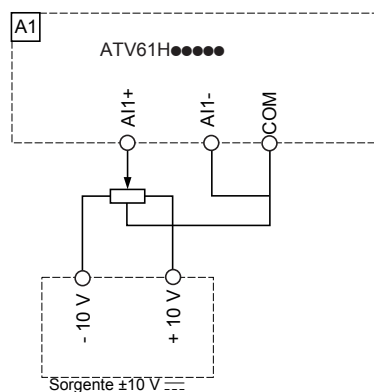 A1
ATV61H●●●●●
AI1+
AI1-
COM
- 10 V
+ 10 V
Sorgente ±10 V ⎓